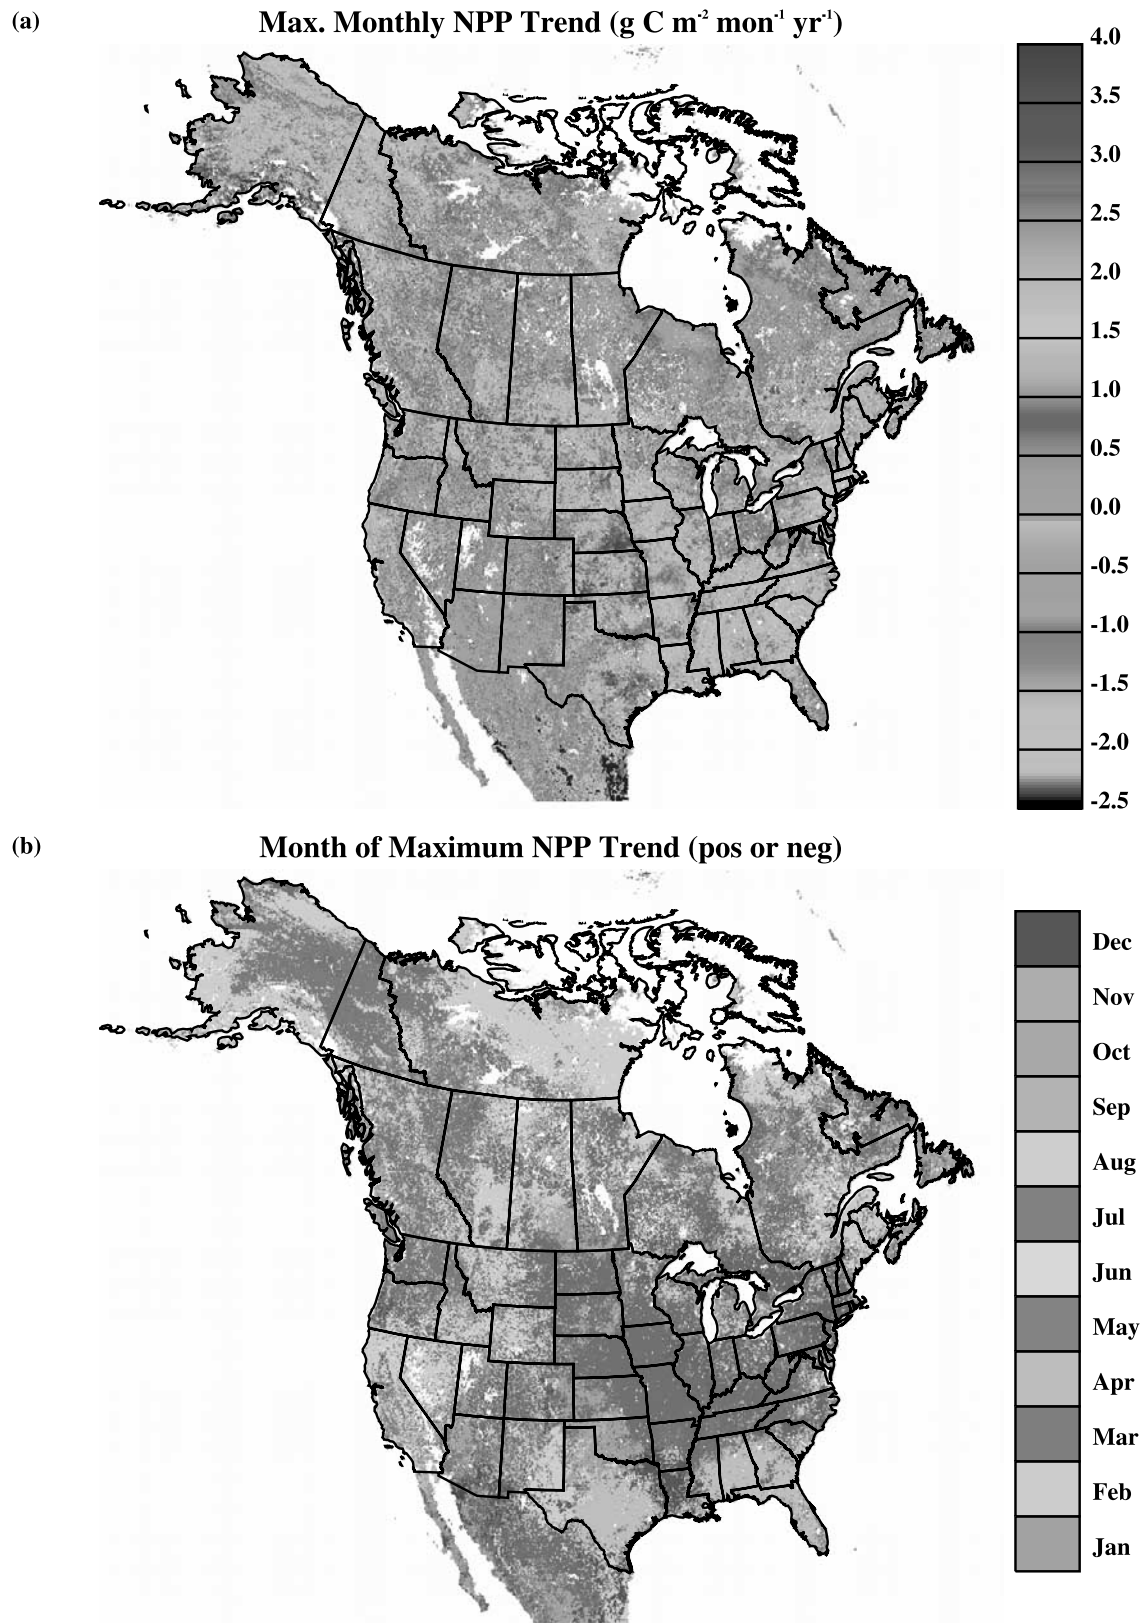 (a)
Max. Monthly NPP Trend (g C m⁻² mon⁻¹ yr⁻¹)
4.0
3.5
3.0
2.5
2.0
1.5
1.0
0.5
0.0
-0.5
-1.0
-1.5
-2.0
-2.5
(b)
Month of Maximum NPP Trend (pos or neg)
Dec
Nov
Oct
Sep
Aug
Jul
Jun
May
Apr
Mar
Feb
Jan